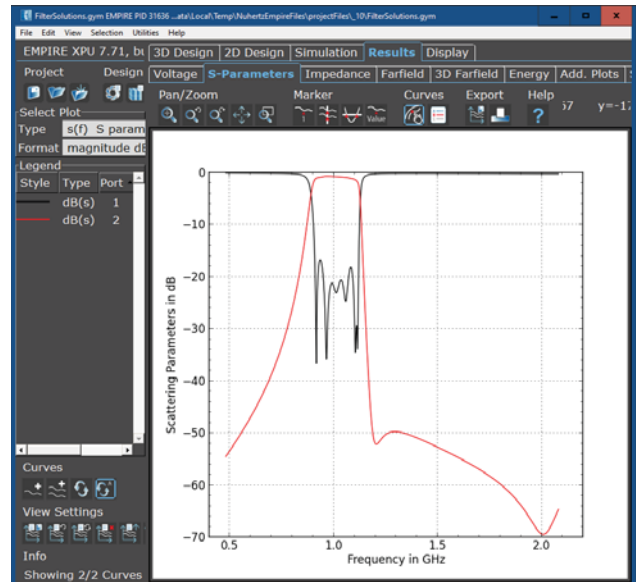 FilterSolutions.gym EMPIRE PID 31636 ...ata\Local\Temp\NuhertzEmpireFiles\projectFiles\_10\FilterSolutions.gym
File Edit View Selection Utilities Help
EMPIRE XPU 7.71, bu 3D Design 2D Design Simulation Results Display
Project Design
Voltage S-Parameters Impedance Farfield 3D Farfield Energy Add. Plots
Pan/Zoom Marker Curves Export Help
Value
? 57 y=-17
Select Plot
Type s(f) S param
Format magnitude dB
Legend
Style Type Port
dB(s) 1
dB(s) 2
Scattering Parameters in dB
0
−10
−20
−30
−40
−50
−60
−70
0.5 1.0 1.5 2.0
Frequency in GHz
Curves
View Settings
Info
Showing 2/2 Curves